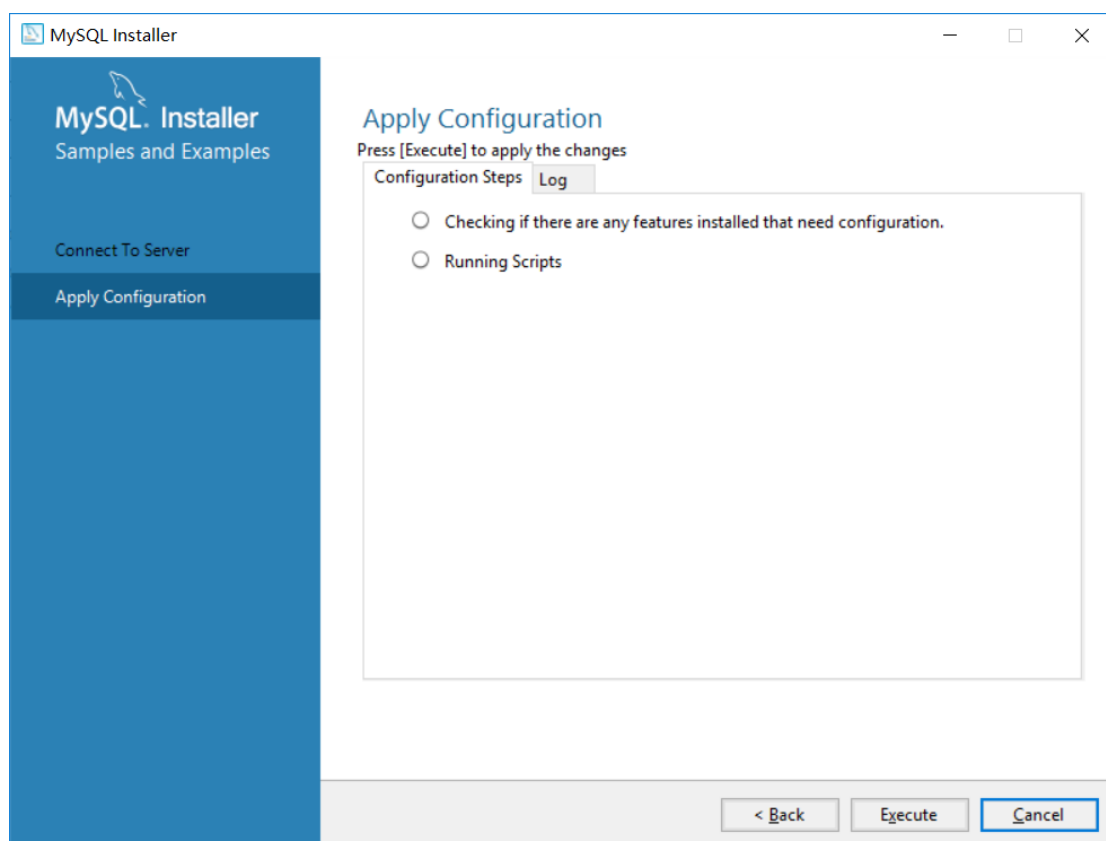 MySQL Installer
MySQL. Installer
Samples and Examples
Connect To Server
Apply Configuration
Apply Configuration
Press [Execute] to apply the changes
Configuration Steps
Log
Checking if there are any features installed that need configuration.
Running Scripts
< Back
Execute
Cancel